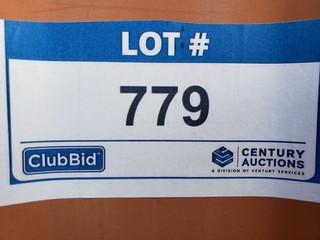 LOT #
779
ClubBid
CENTURY
AUCTIONS
A DIVISION OF CENTURY SERVICES